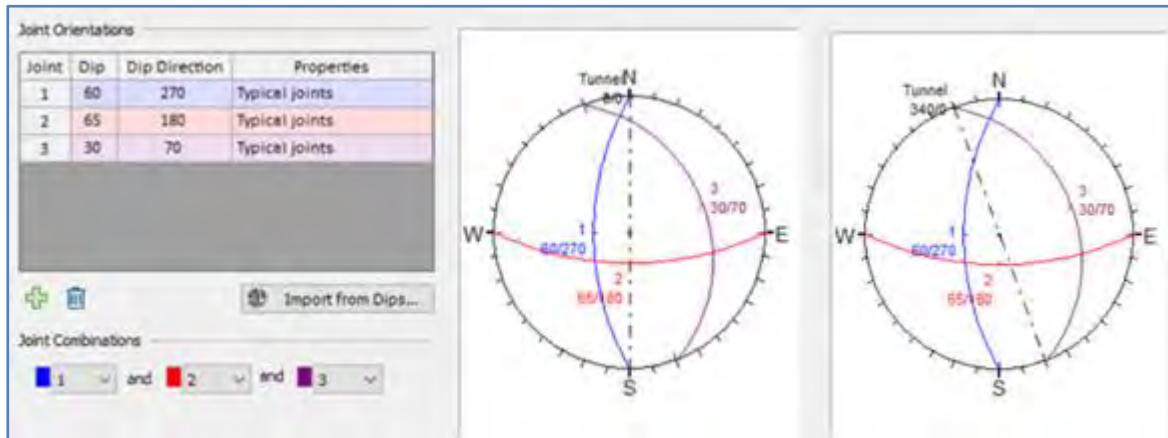 Joint Orientations
Joint Dip Dip Direction Properties
1 60 270 Typical joints
2 65 180 Typical joints
3 30 70 Typical joints
Import from Dips...
Joint Combinations
1 and 2 and 3
N
Tunnel
3
30/70
W
1
E
60/270
2
65/180
S
N
Tunnel
340/0
3
30/70
W
1
E
60/270
2
65/180
S